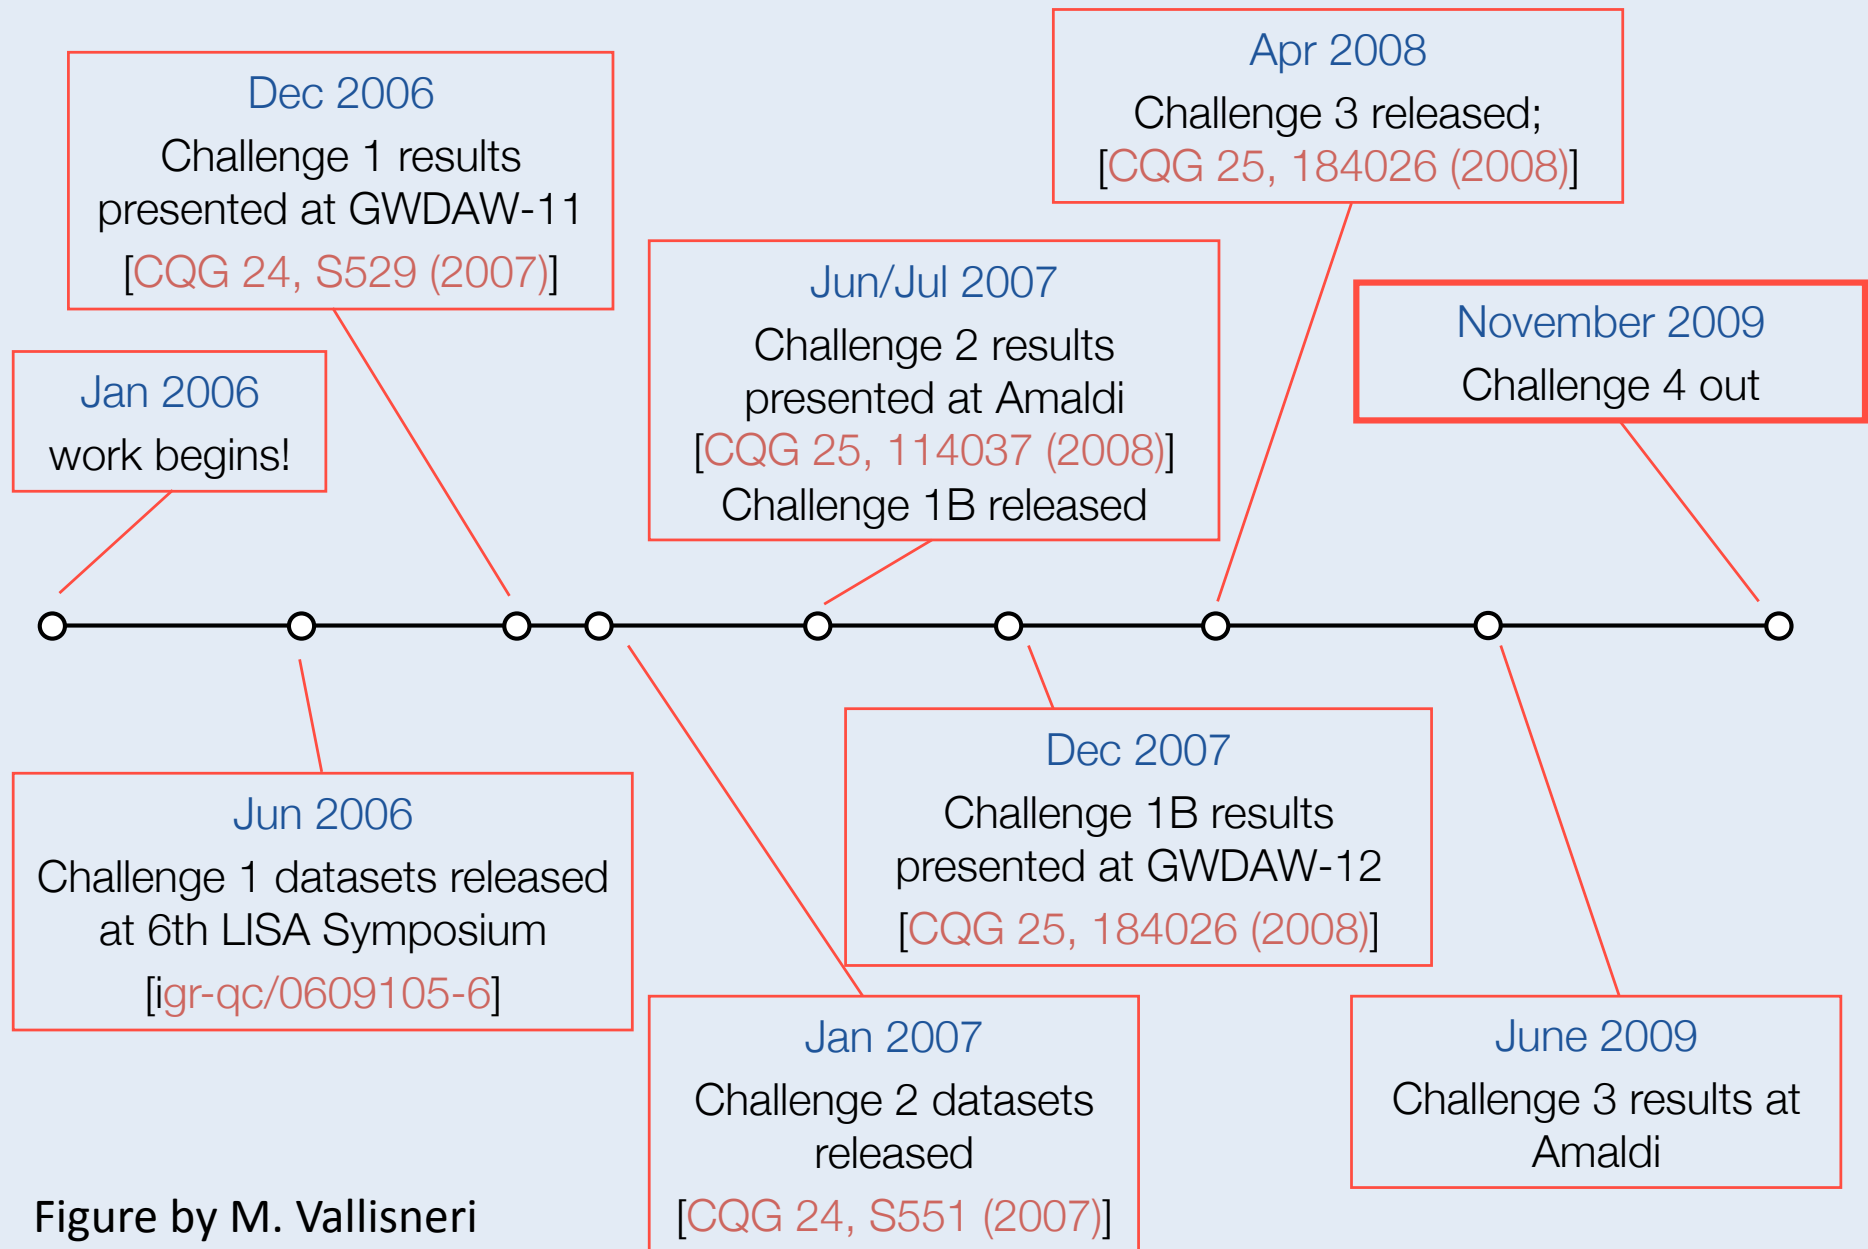 Dec 2006
Challenge 1 results
presented at GWDAW-11
[CQG 24, S529 (2007)]
Apr 2008
Challenge 3 released;
[CQG 25, 184026 (2008)]
Jun/Jul 2007
Challenge 2 results
presented at Amaldi
[CQG 25, 114037 (2008)]
Challenge 1B released
November 2009
Challenge 4 out
Jan 2006
work begins!
Jun 2006
Challenge 1 datasets released
at 6th LISA Symposium
[igr-qc/0609105-6]
Dec 2007
Challenge 1B results
presented at GWDAW-12
[CQG 25, 184026 (2008)]
Jan 2007
Challenge 2 datasets
released
[CQG 24, S551 (2007)]
June 2009
Challenge 3 results at
Amaldi
Figure by M. Vallisneri